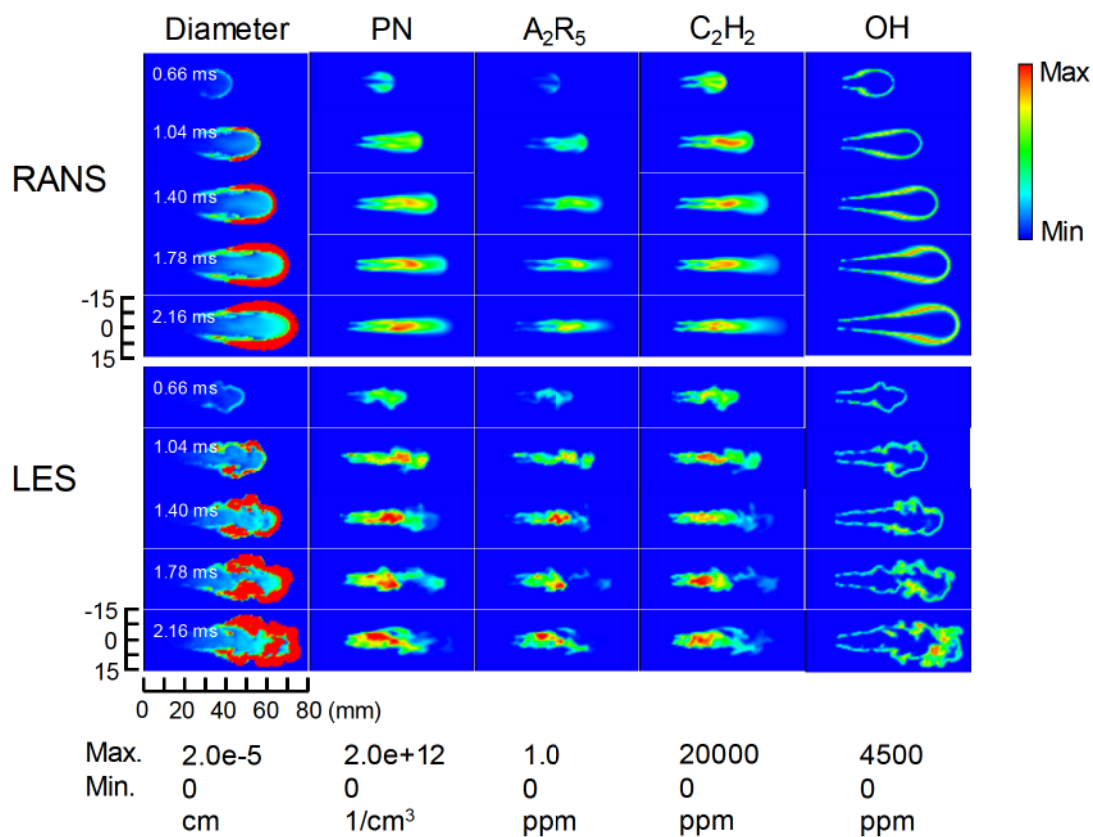 Diameter PN A₂R₅ C₂H₂ OH
0.66 ms
Max
1.04 ms
RANS
1.40 ms
Min
1.78 ms
-15
2.16 ms
0
15
0.66 ms
1.04 ms
LES
1.40 ms
1.78 ms
-15
2.16 ms
0
15
0 20 40 60 80 (mm)
Max. 2.0e-5 2.0e+12 1.0 20000 4500
Min. 0 0 0 0 0
cm 1/cm³ ppm ppm ppm